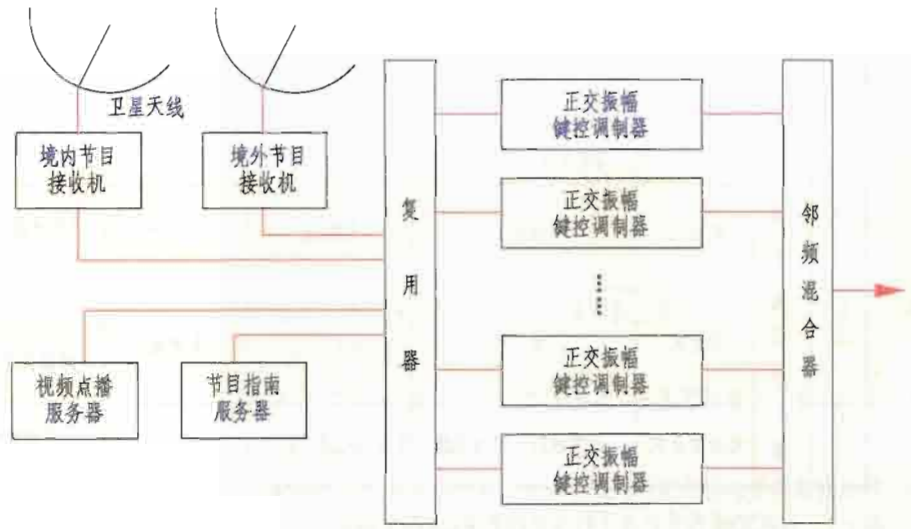 卫星天线
境内节目
接收机
境外节目
接收机
视频点播
服务器
节目指南
服务器
复用器
正交振幅
键控调制器
正交振幅
键控调制器
正交振幅
键控调制器
正交振幅
键控调制器
邻频混合器